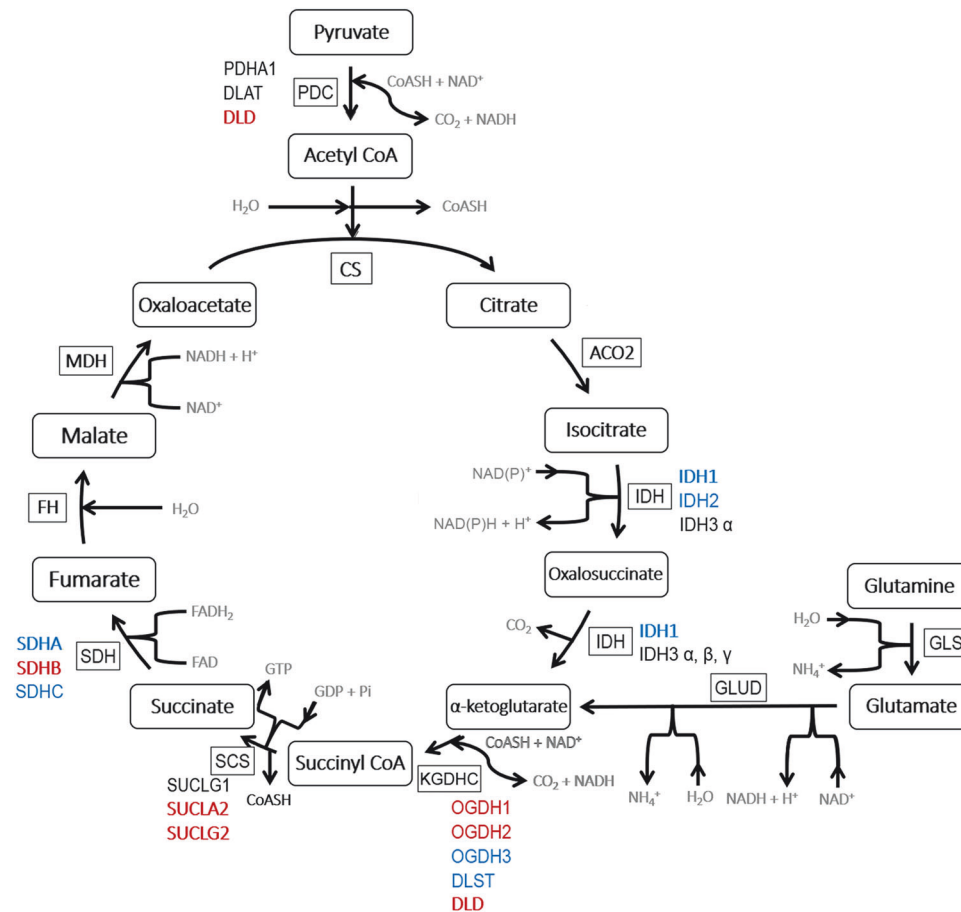 Pyruvate
PDHA1
DLAT
DLD
PDC
CoASH + NAD⁺
CO₂ + NADH
Acetyl CoA
H₂O
CoASH
CS
Oxaloacetate
Citrate
MDH
NADH + H⁺
NAD⁺
ACO2
Malate
Isocitrate
NAD(P)⁺
NAD(P)H + H⁺
IDH
IDH1
IDH2
IDH3 α
FH
H₂O
Fumarate
Oxalosuccinate
Glutamine
SDHA
SDHB
SDHC
SDH
FADH₂
FAD
CO₂
IDH
IDH1
IDH3 α, β, γ
H₂O
NH₄⁺
GLS
GTP
GDP + Pi
Succinate
α-ketoglutarate
GLUD
Glutamate
SCS
SUCLG1
SUCLA2
SUCLG2
CoASH
Succinyl CoA
KGDHC
CoASH + NAD⁺
CO₂ + NADH
NH₄⁺
H₂O
NADH + H⁺
NAD⁺
OGDH1
OGDH2
OGDH3
DLST
DLD